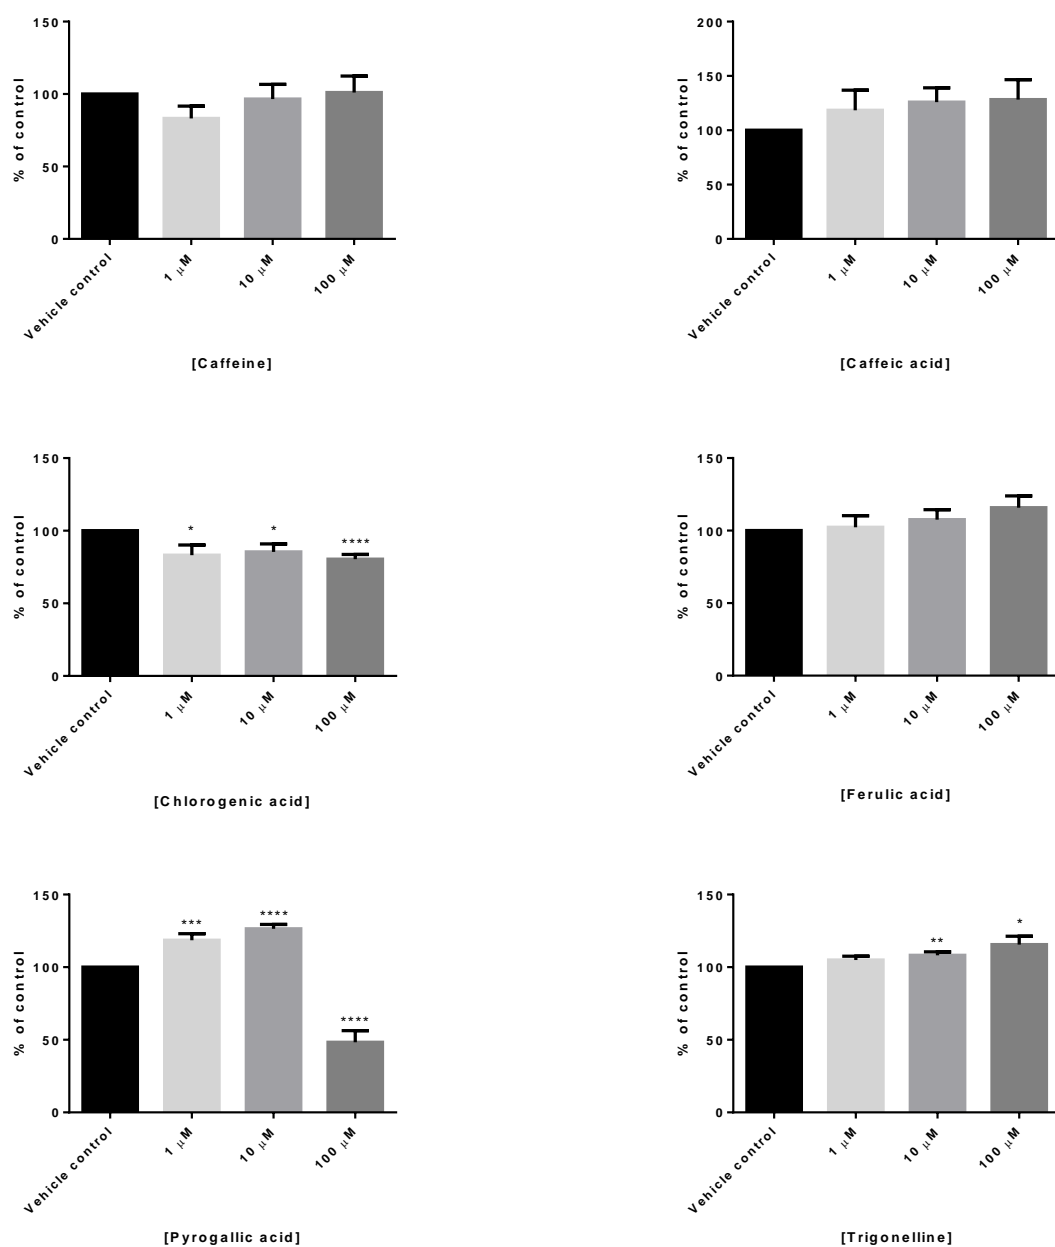 150
100
50
0
% of control
Vehicle control
1 μM
10 μM
100 μM
[Caffeine]
200
150
100
50
0
% of control
Vehicle control
1 μM
10 μM
100 μM
[Caffeic acid]
150
100
50
0
% of control
*
*
****
Vehicle control
1 μM
10 μM
100 μM
[Chlorogenic acid]
150
100
50
0
% of control
Vehicle control
1 μM
10 μM
100 μM
[Ferulic acid]
150
100
50
0
% of control
***
****
****
Vehicle control
1 μM
10 μM
100 μM
[Pyrogallic acid]
150
100
50
0
% of control
**
*
Vehicle control
1 μM
10 μM
100 μM
[Trigonelline]